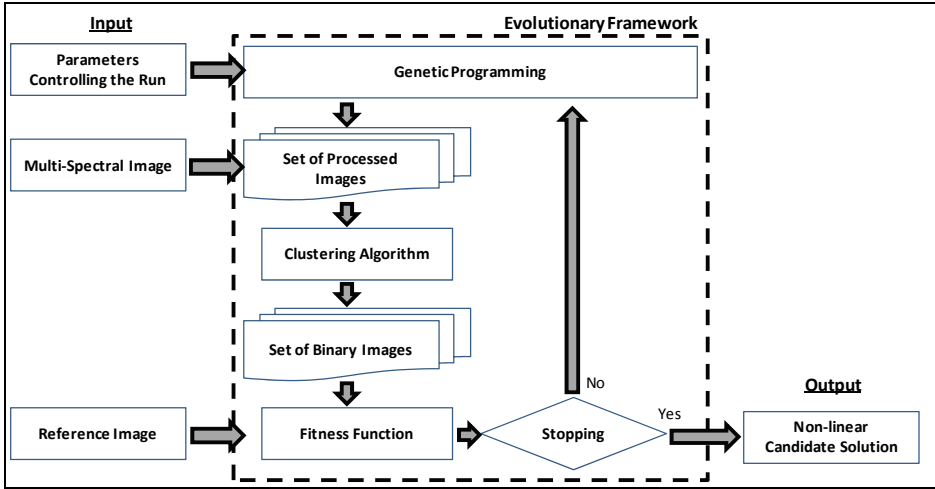 Input
Evolutionary Framework
Parameters
Controlling the Run
Genetic Programming
Multi-Spectral Image
Set of Processed
Images
Clustering Algorithm
Set of Binary Images
No
Output
Reference Image
Fitness Function
Stopping
Yes
Non-linear
Candidate Solution